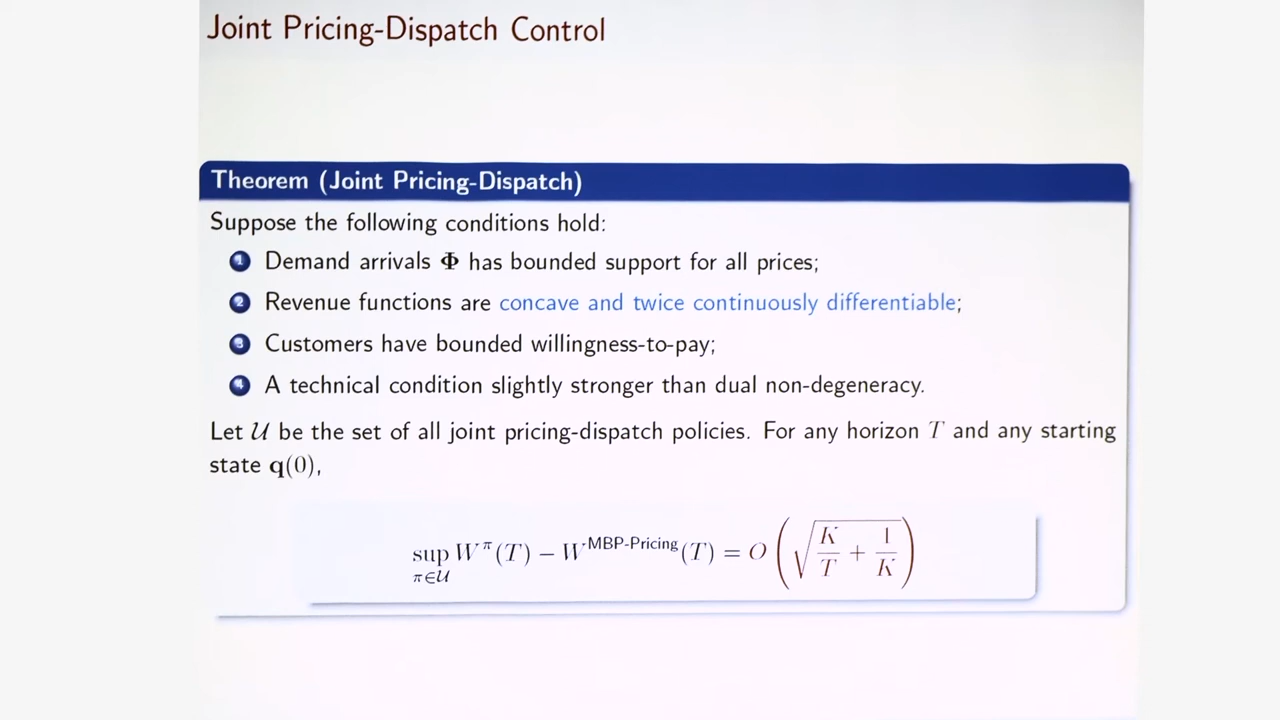 Joint Pricing-Dispatch Control
Theorem (Joint Pricing-Dispatch)
Suppose the following conditions hold:
1 Demand arrivals Φ has bounded support for all prices;
2 Revenue functions are concave and twice continuously differentiable;
3 Customers have bounded willingness-to-pay;
4 A technical condition slightly stronger than dual non-degeneracy.
Let 𝒰 be the set of all joint pricing-dispatch policies. For any horizon T and any starting
state q(0),
sup_{π∈𝒰} W^π(T) − W^{MBP-Pricing}(T) = O(√(K/T + 1/K))